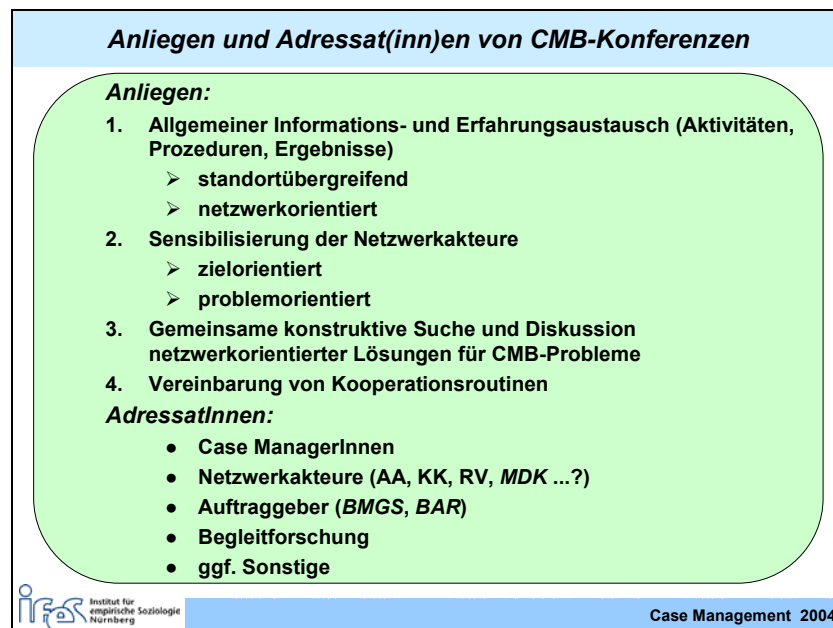 Anliegen und Adressat(inn)en von CMB-Konferenzen
Anliegen:
1. Allgemeiner Informations- und Erfahrungsaustausch (Aktivitäten,
Prozeduren, Ergebnisse)
➢ standortübergreifend
➢ netzwerkorientiert
2. Sensibilisierung der Netzwerkakteure
➢ zielorientiert
➢ problemorientiert
3. Gemeinsame konstruktive Suche und Diskussion
netzwerkorientierter Lösungen für CMB-Probleme
4. Vereinbarung von Kooperationsroutinen
AdressatInnen:
● Case ManagerInnen
● Netzwerkakteure (AA, KK, RV, MDK ...?)
● Auftraggeber (BMGS, BAR)
● Begleitforschung
● ggf. Sonstige
ifes
Institut für
empirische Soziologie
Nürnberg
Case Management 2004